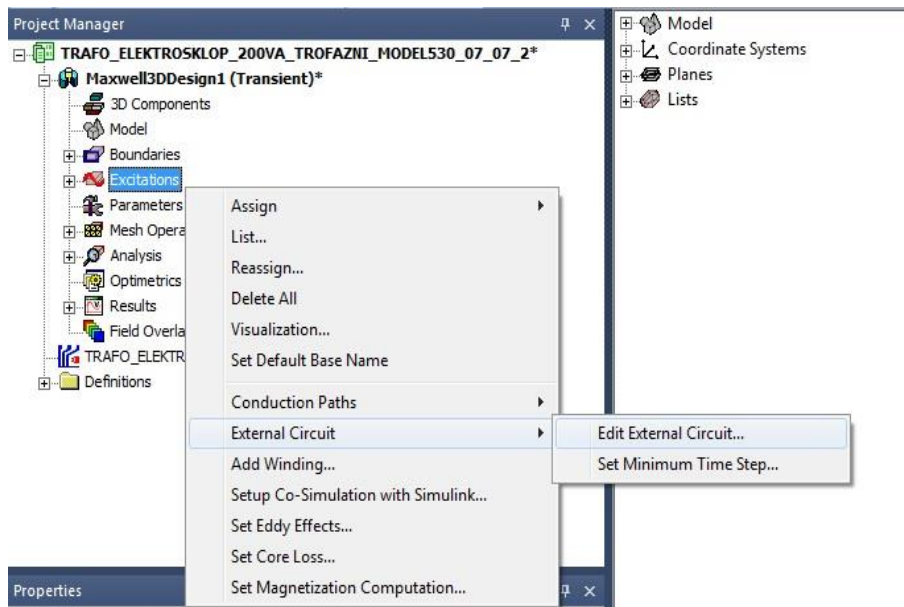 Project Manager
TRAFO_ELEKTROSKLOP_200VA_TROFAZNI_MODEL530_07_07_2*
Maxwell3DDesign1 (Transient)*
3D Components
Model
Boundaries
Excitations
Parameters
Mesh Opera
Analysis
Optimetrics
Results
Field Overla
TRAFO_ELEKTR
Definitions
Assign
List...
Reassign...
Delete All
Visualization...
Set Default Base Name
Conduction Paths
External Circuit
Add Winding...
Setup Co-Simulation with Simulink...
Set Eddy Effects...
Set Core Loss...
Set Magnetization Computation...
Edit External Circuit...
Set Minimum Time Step...
Model
Coordinate Systems
Planes
Lists
Properties